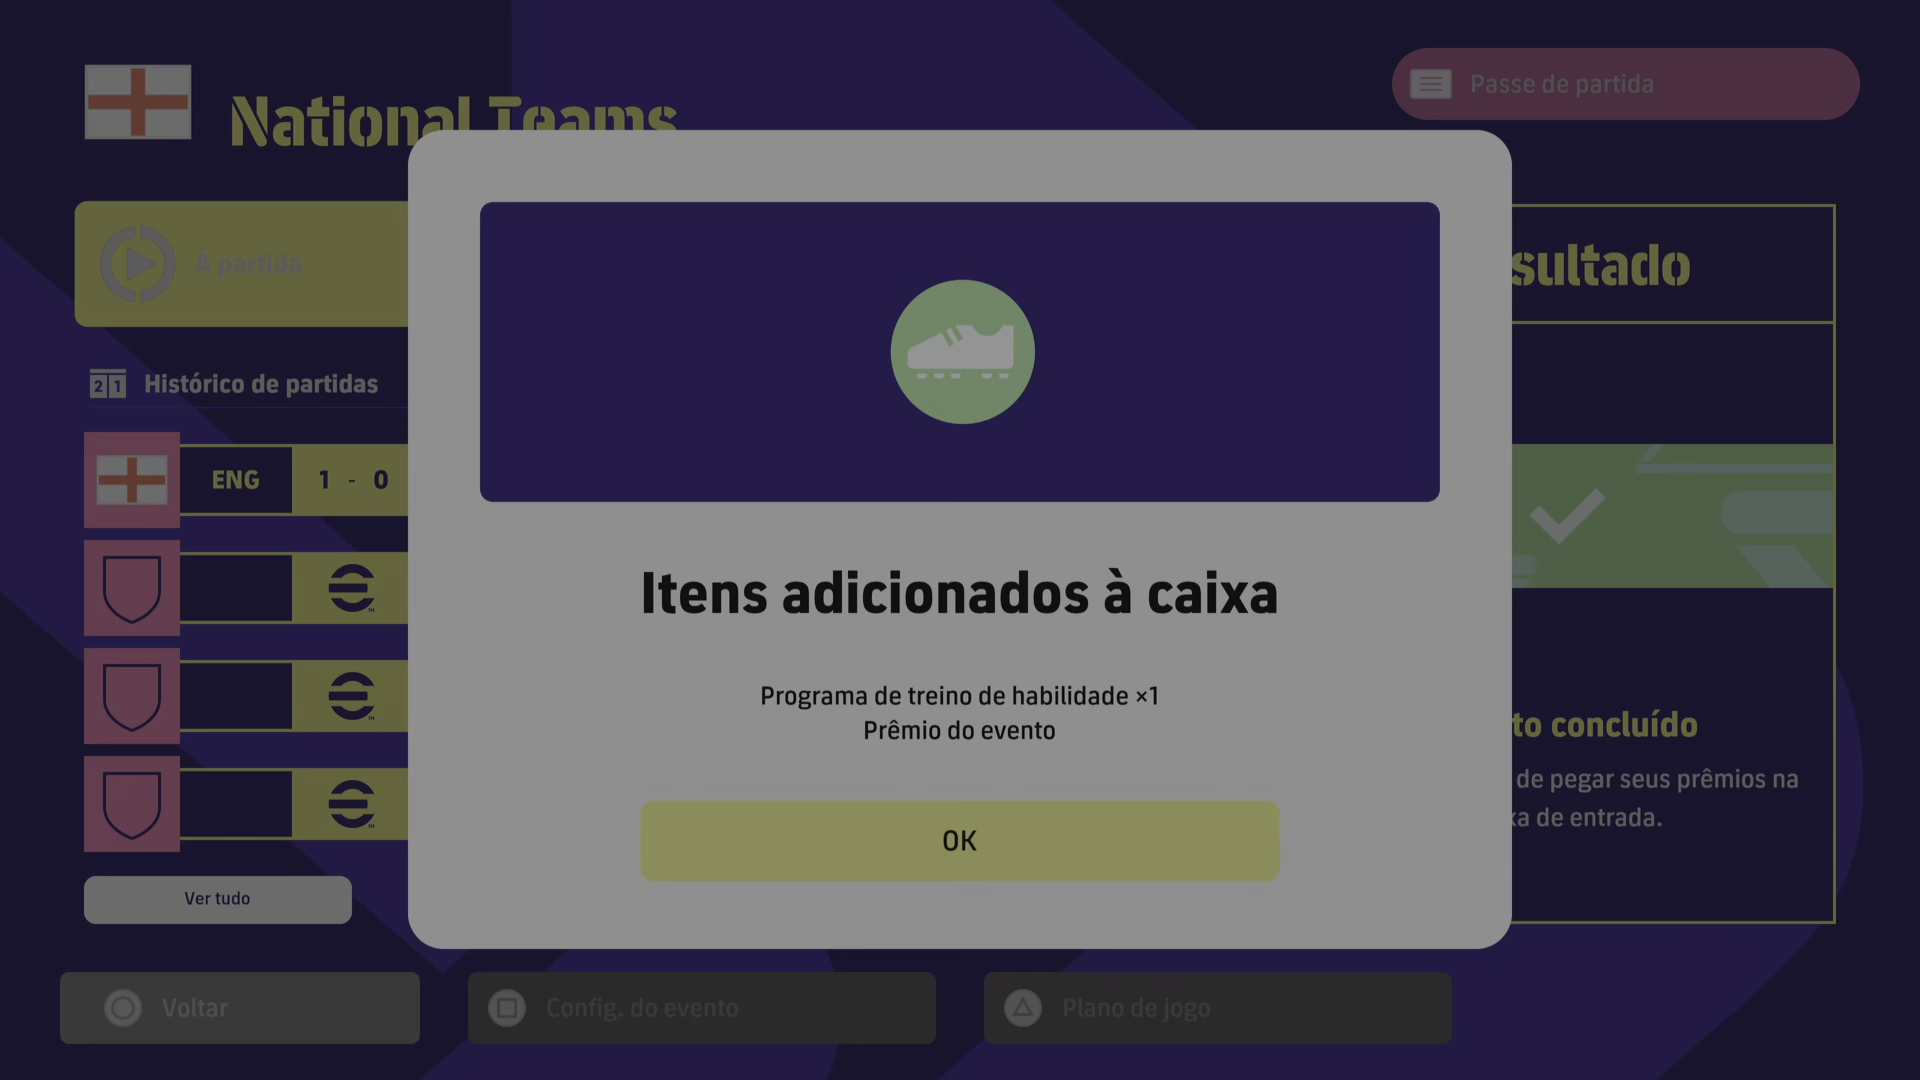 National Teams
Passe de partida
À partida
sultado
21 Histórico de partidas
ENG 1 - 0
Itens adicionados à caixa
Programa de treino de habilidade ×1
Prêmio do evento
to concluído
de pegar seus prêmios na
xa de entrada.
OK
Ver tudo
Voltar
Config. do evento
Plano de jogo